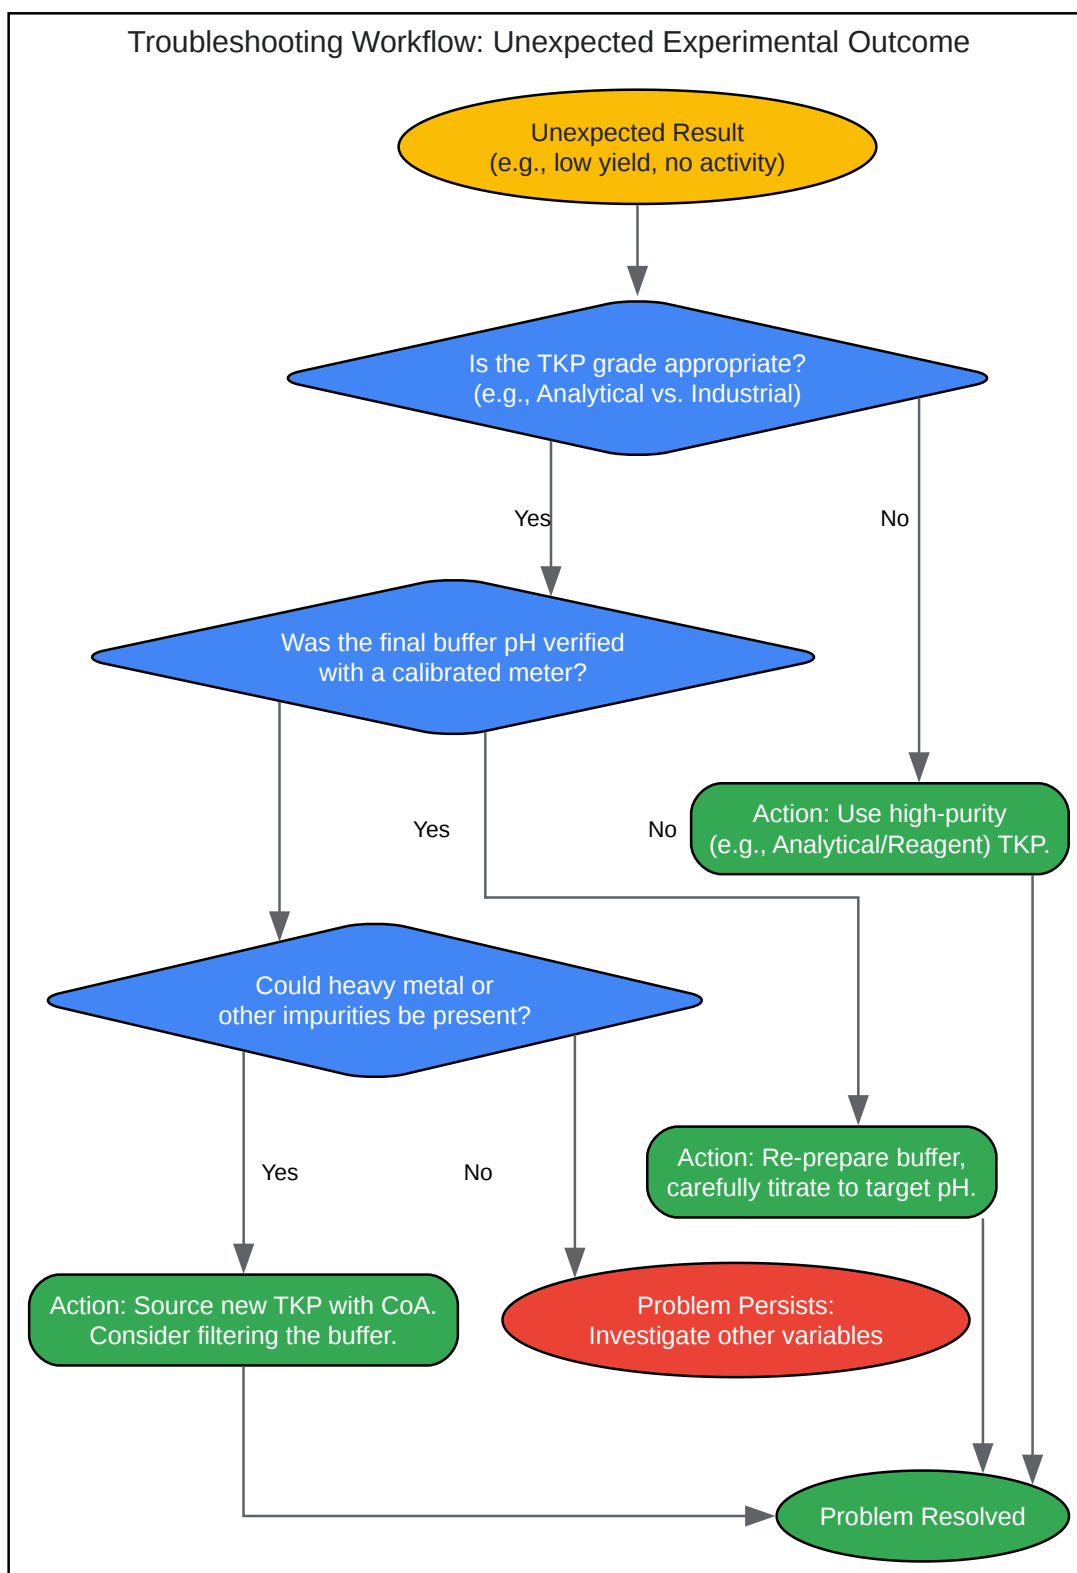 Troubleshooting Workflow: Unexpected Experimental Outcome
Unexpected Result
(e.g., low yield, no activity)
Is the TKP grade appropriate?
(e.g., Analytical vs. Industrial)
Yes
No
Was the final buffer pH verified
with a calibrated meter?
Yes
No
Action: Use high-purity
(e.g., Analytical/Reagent) TKP.
Could heavy metal or
other impurities be present?
Yes
No
Action: Re-prepare buffer,
carefully titrate to target pH.
Action: Source new TKP with CoA.
Consider filtering the buffer.
Problem Persists:
Investigate other variables
Problem Resolved